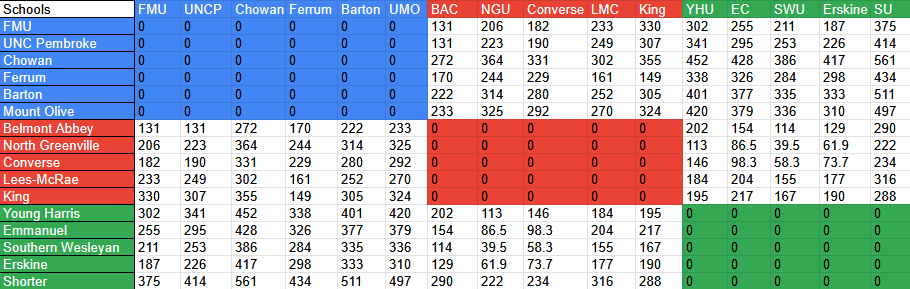 Schools FMU UNCP Chowan Ferrum Barton UMO BAC NGU Converse LMC King YHU EC SWU Erskine SU
FMU 0 0 0 0 0 0 131 206 182 233 330 302 255 211 187 375
UNC Pembroke 0 0 0 0 0 0 131 223 190 249 307 341 295 253 226 414
Chowan 0 0 0 0 0 0 272 364 331 302 355 452 428 386 417 561
Ferrum 0 0 0 0 0 0 170 244 229 161 149 338 326 284 298 434
Barton 0 0 0 0 0 0 222 314 280 252 305 401 377 335 333 511
Mount Olive 0 0 0 0 0 0 233 325 292 270 324 420 379 336 310 497
Belmont Abbey 131 131 272 170 222 233 0 0 0 0 0 202 154 114 129 290
North Greenville 206 223 364 244 314 325 0 0 0 0 0 113 86.5 39.5 61.9 222
Converse 182 190 331 229 280 292 0 0 0 0 0 146 98.3 58.3 73.7 234
Lees-McRae 233 249 302 161 252 270 0 0 0 0 0 184 204 155 177 316
King 330 307 355 149 305 324 0 0 0 0 0 195 217 167 190 288
Young Harris 302 341 452 338 401 420 202 113 146 184 195 0 0 0 0 0
Emmanuel 255 295 428 326 377 379 154 86.5 98.3 204 217 0 0 0 0 0
Southern Wesleyan 211 253 386 284 335 336 114 39.5 58.3 155 167 0 0 0 0 0
Erskine 187 226 417 298 333 310 129 61.9 73.7 177 190 0 0 0 0 0
Shorter 375 414 561 434 511 497 290 222 234 316 288 0 0 0 0 0